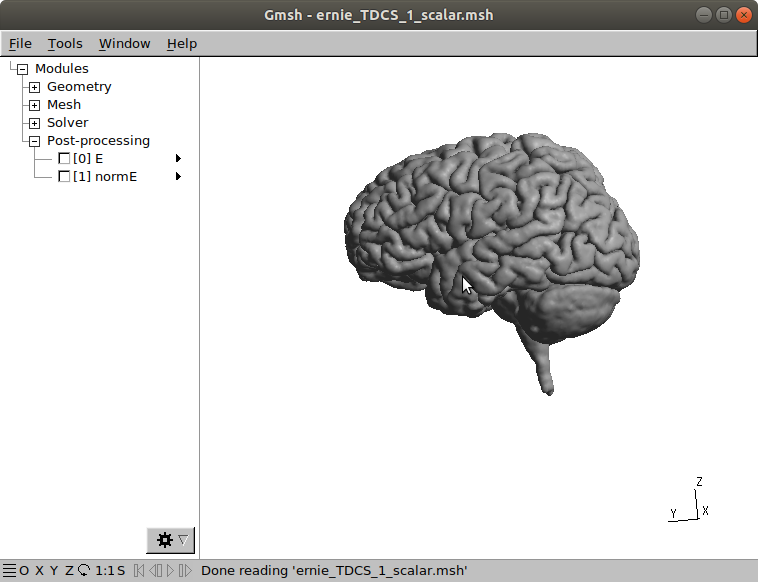 Gmsh - ernie_TDCS_1_scalar.msh
File Tools Window Help
Modules
Geometry
Mesh
Solver
Post-processing
[0] E
[1] normE
Z
Y X
O X Y Z 1:1 S Done reading 'ernie_TDCS_1_scalar.msh'